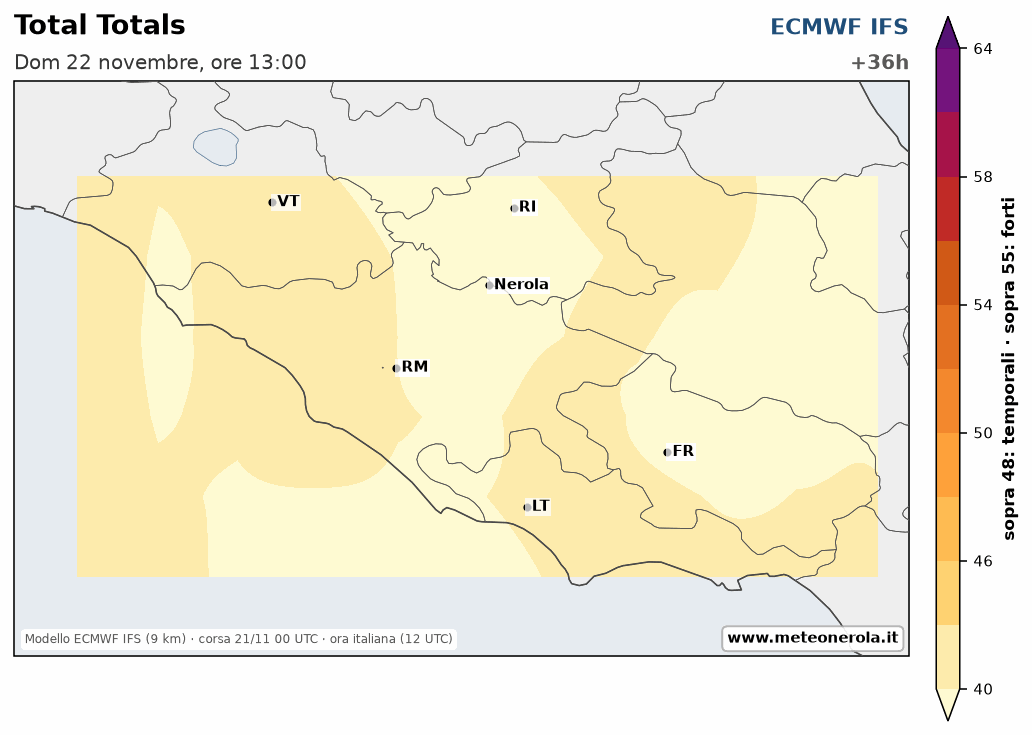 Total Totals
ECMWF IFS
Dom 22 novembre, ore 13:00
+36h
64
58
54
50
46
40
sopra 48: temporali · sopra 55: forti
VT
RI
Nerola
RM
FR
LT
Modello ECMWF IFS (9 km) · corsa 21/11 00 UTC · ora italiana (12 UTC)
www.meteonerola.it